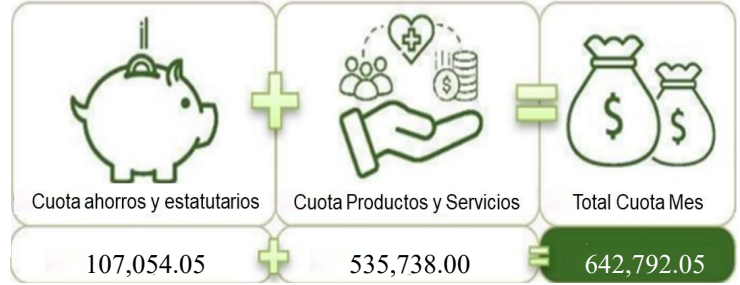 Cuota ahorros y estatutarios
Cuota Productos y Servicios
Total Cuota Mes
107,054.05
535,738.00
642,792.05